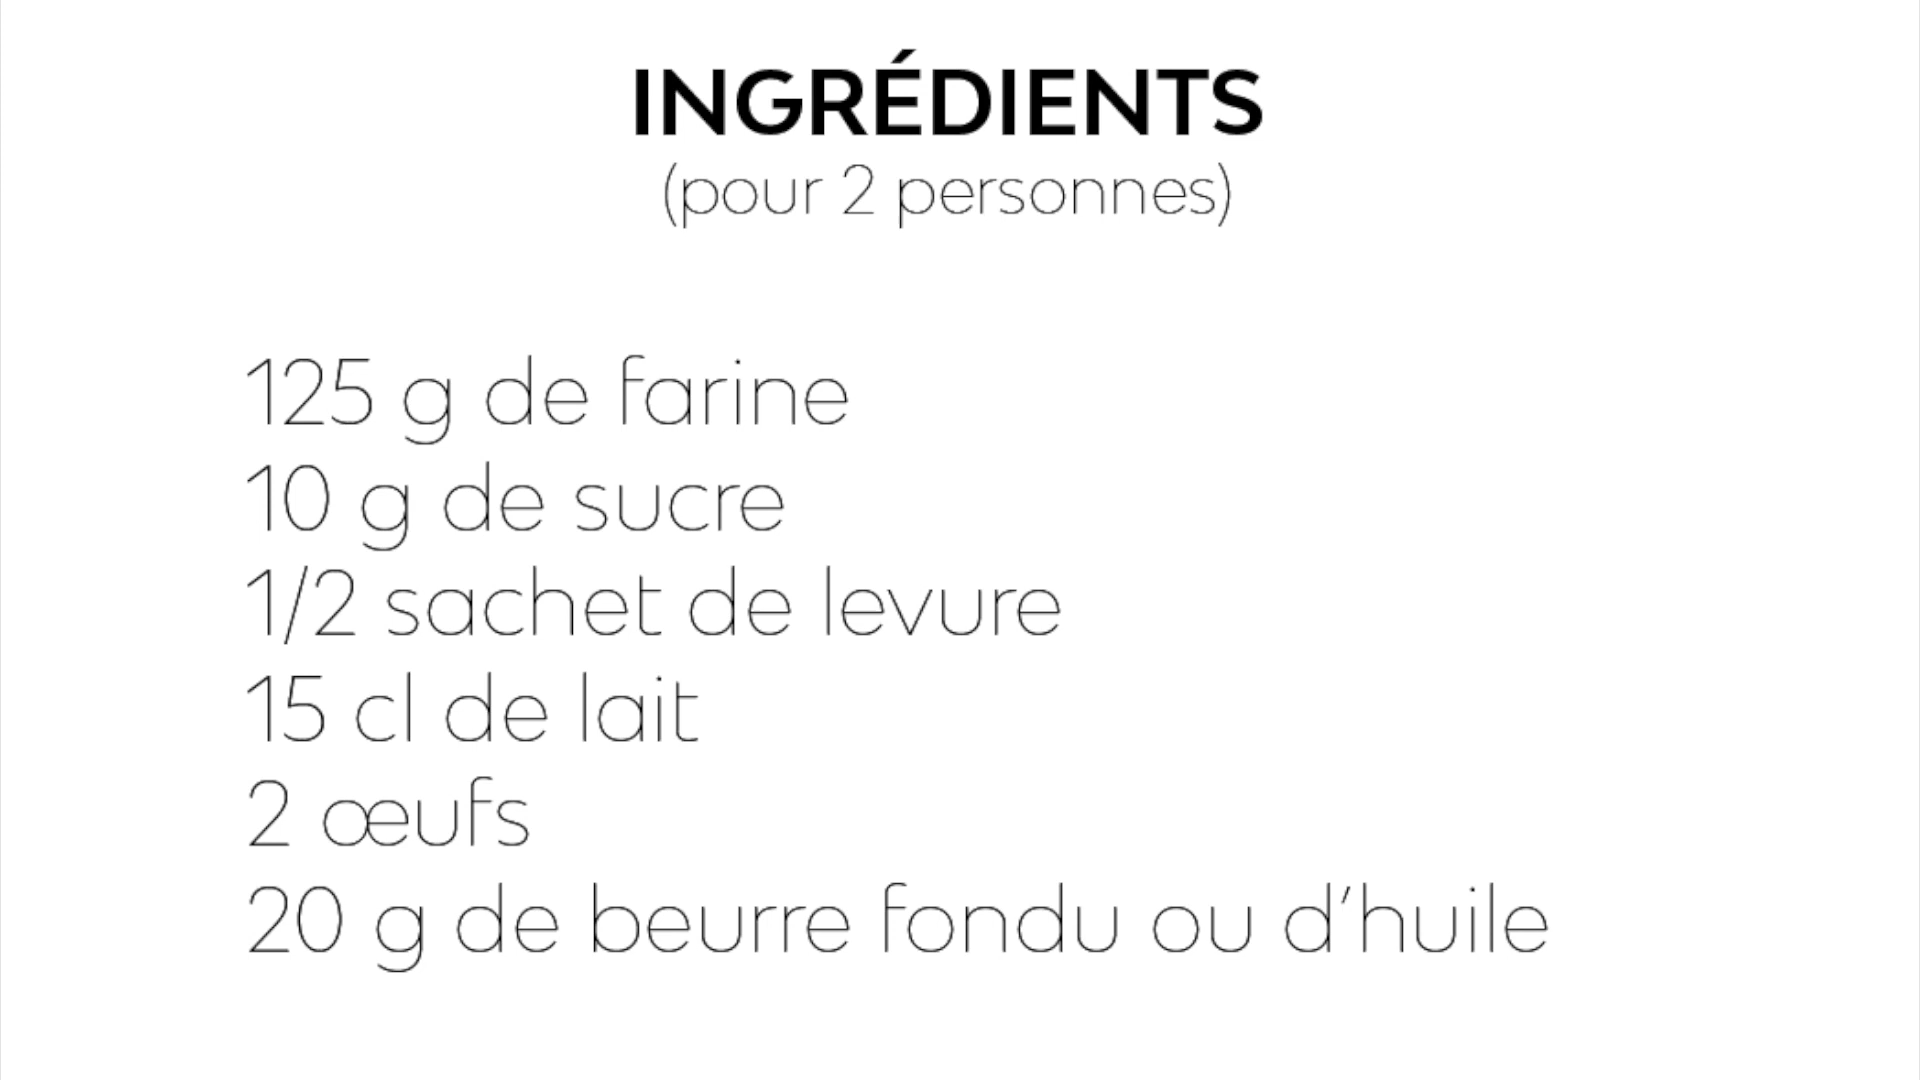 INGRÉDIENTS
(pour 2 personnes)
125 g de farine
10 g de sucre
1/2 sachet de levure
15 cl de lait
2 œufs
20 g de beurre fondu ou d’huile